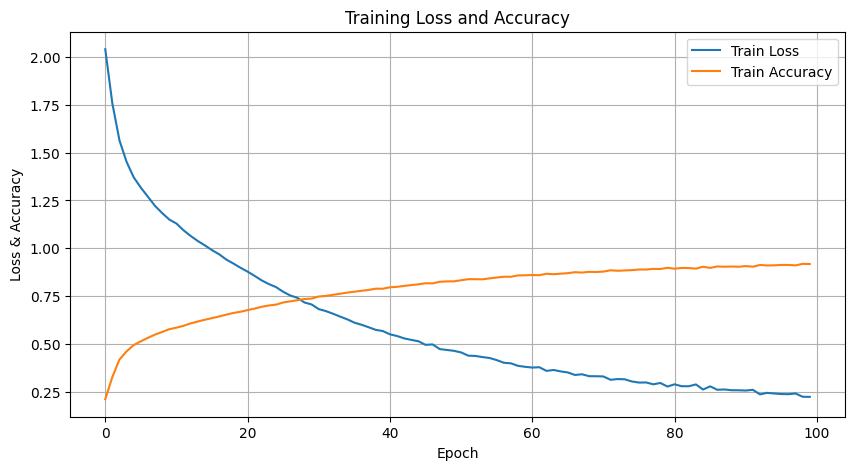 Training Loss and Accuracy
Train Loss
Train Accuracy
Loss & Accuracy
2.00
1.75
1.50
1.25
1.00
0.75
0.50
0.25
0 20 40 60 80 100
Epoch